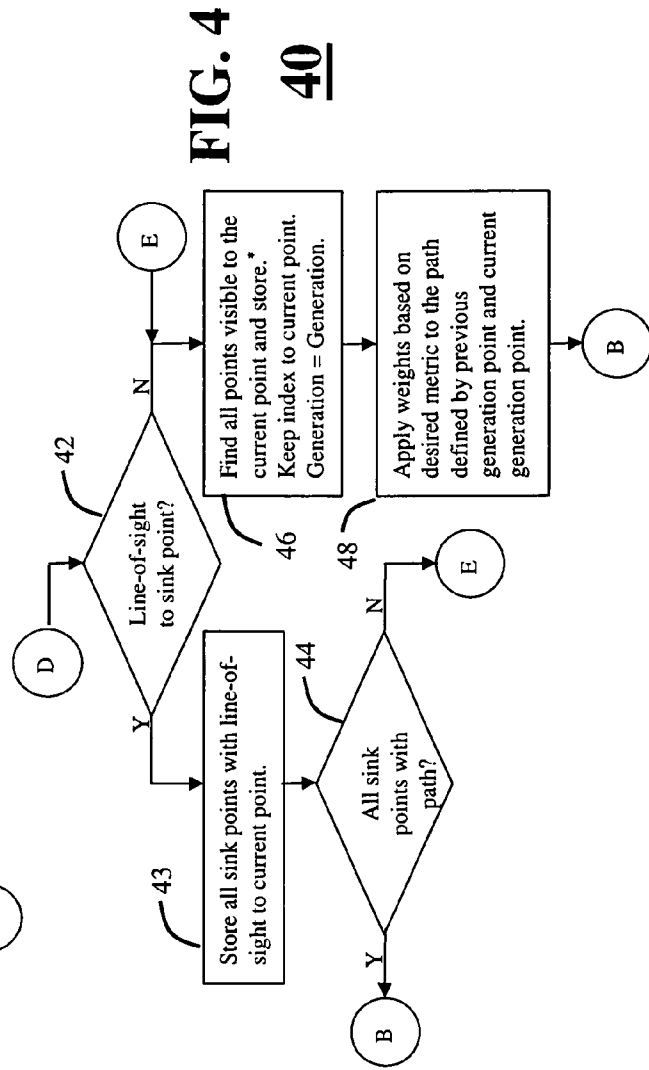 FIG. 4
40
D
42
Line-of-sight
to sink point?
Y
N
E
43
Store all sink points with line-of-
sight to current point.
44
All sink
points with
path?
Y
N
B
E
46
Find all points visible to the
current point and store.*
Keep index to current point.
Generation = Generation.
48
Apply weights based on
desired metric to the path
defined by previous
generation point and current
generation point.
B